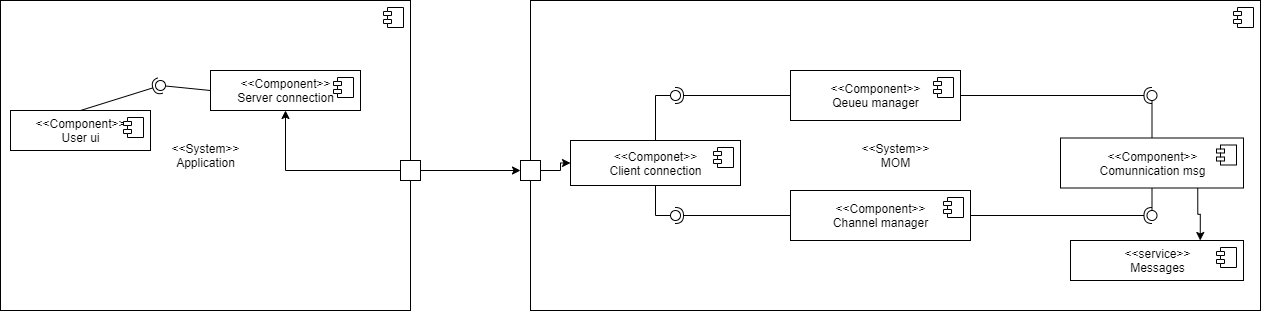 <<Component>>
Server connection
<<Component>>
User ui
<<System>>
Application
<<Component>>
Qeueu manager
<<Componet>>
Client connection
<<System>>
MOM
<<Component>>
Comunnication msg
<<Component>>
Channel manager
<<service>>
Messages